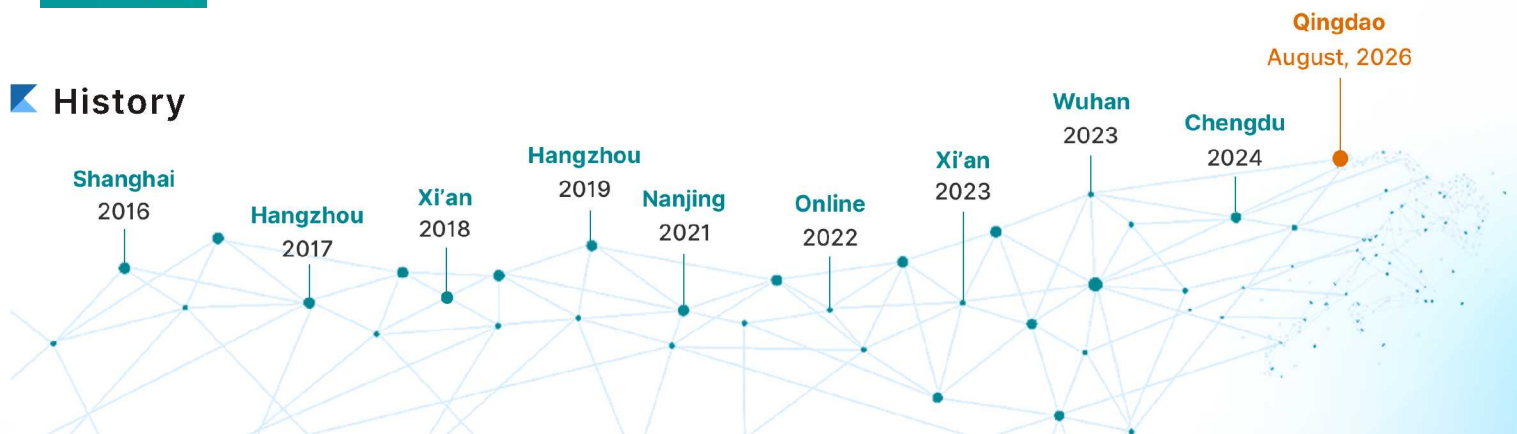 History
Shanghai
2016
Hangzhou
2017
Xi’an
2018
Hangzhou
2019
Nanjing
2021
Online
2022
Xi’an
2023
Wuhan
2023
Chengdu
2024
Qingdao
August, 2026